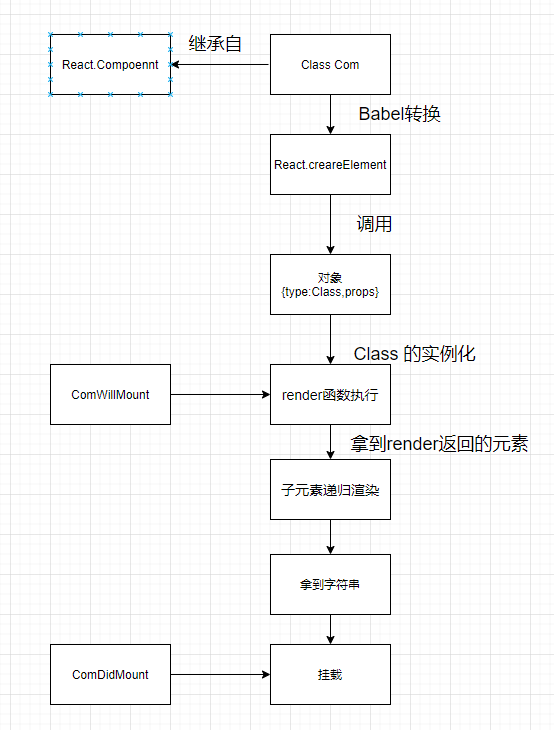 继承自
React.Compoennt
Class Com
Babel转换
React.creareElement
调用
对象
{type:Class,props}
Class 的实例化
ComWillMount
render函数执行
拿到render返回的元素
子元素递归渲染
拿到字符串
ComDidMount
挂载